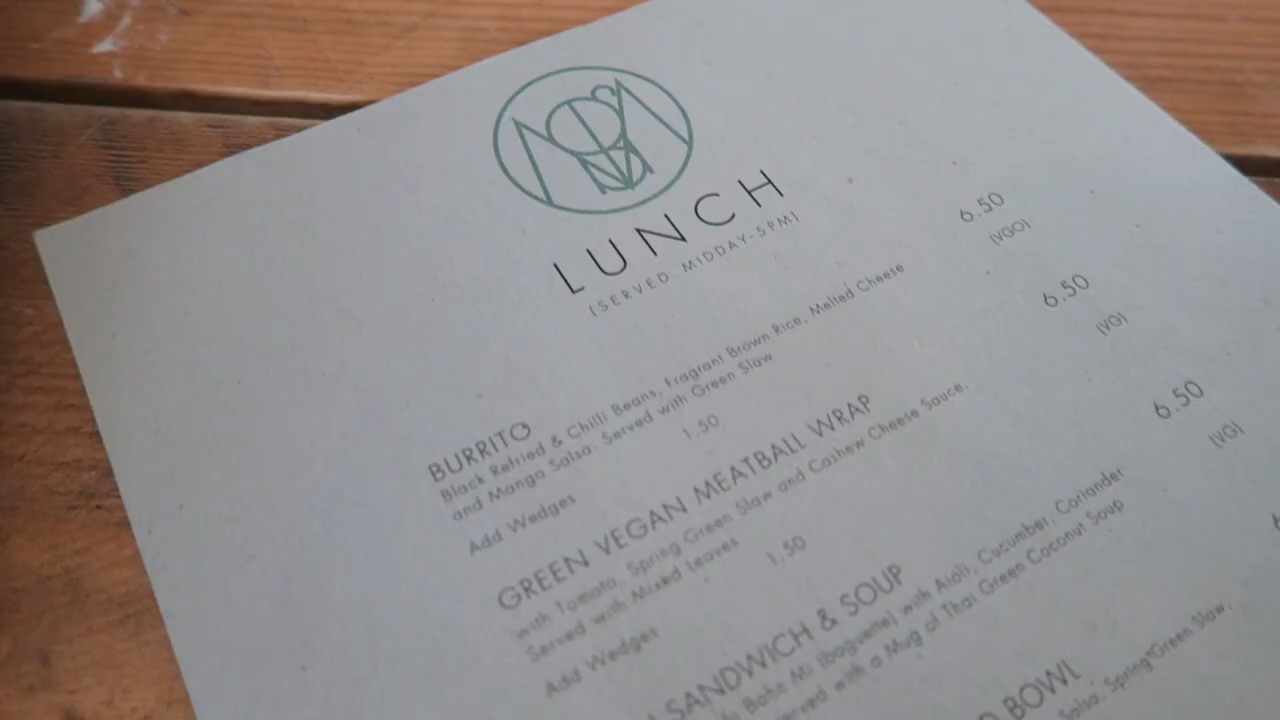 LUNCH
(SERVED MIDDAY-5PM)
BURRITO 6.50
Black Refried & Chilli Beans, Fragrant Brown Rice, Melted Cheese (VGO)
and Mango Salsa. Served with Green Slaw
Add Wedges 1.50
GREEN VEGAN MEATBALL WRAP 6.50
with Tomato, Spring Green Slaw and Cashew Cheese Sauce. (VG)
Served with Mixed Leaves
Add Wedges 1.50
SANDWICH & SOUP 6.50
Bahn Mi (baguette) with Aioli, Cucumber, Coriander (VG)
served with a Mug of Thai Green Coconut Soup
BOWL
Salsa. Spring Green Slaw,